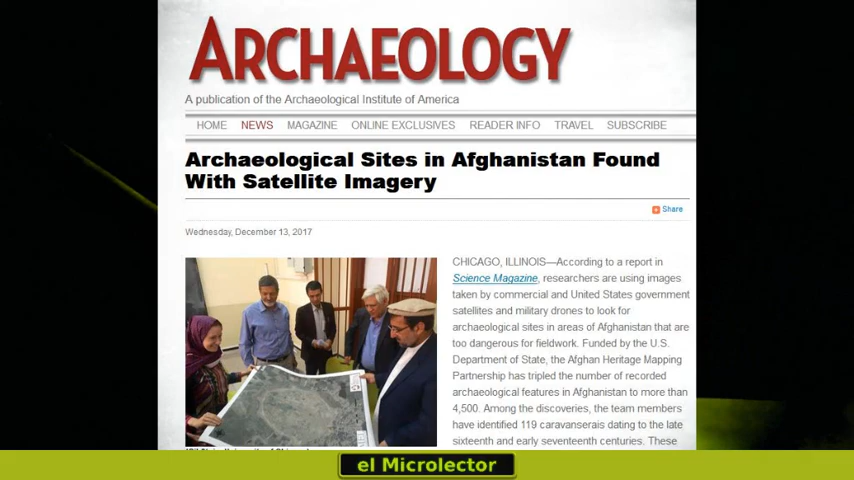 ARCHAEOLOGY
A publication of the Archaeological Institute of America
HOME NEWS MAGAZINE ONLINE EXCLUSIVES READER INFO TRAVEL SUBSCRIBE
Archaeological Sites in Afghanistan Found
With Satellite Imagery
Share
Wednesday, December 13, 2017
CHICAGO, ILLINOIS—According to a report in
Science Magazine, researchers are using images
taken by commercial and United States government
satellites and military drones to look for
archaeological sites in areas of Afghanistan that are
too dangerous for fieldwork. Funded by the U.S.
Department of State, the Afghan Heritage Mapping
Partnership has tripled the number of recorded
archaeological features in Afghanistan to more than
4,500. Among the discoveries, the team members
have identified 119 caravanserais dating to the late
sixteenth and early seventeenth centuries. These
el Microlector